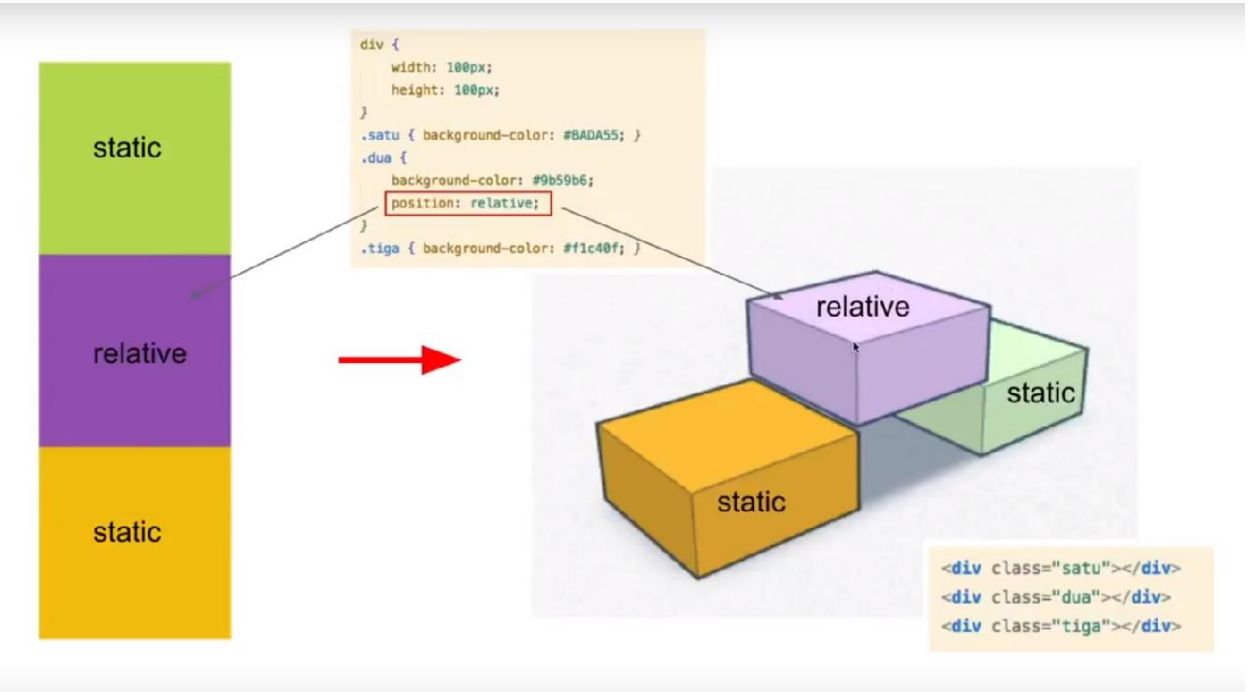 static
relative
static
div {
width: 100px;
height: 100px;
}
.satu { background-color: #BADA55; }
.dua {
background-color: #9b59b6;
position: relative;
}
.tiga { background-color: #f1c40f; }
relative
static
static
<div class="satu"></div>
<div class="dua"></div>
<div class="tiga"></div>